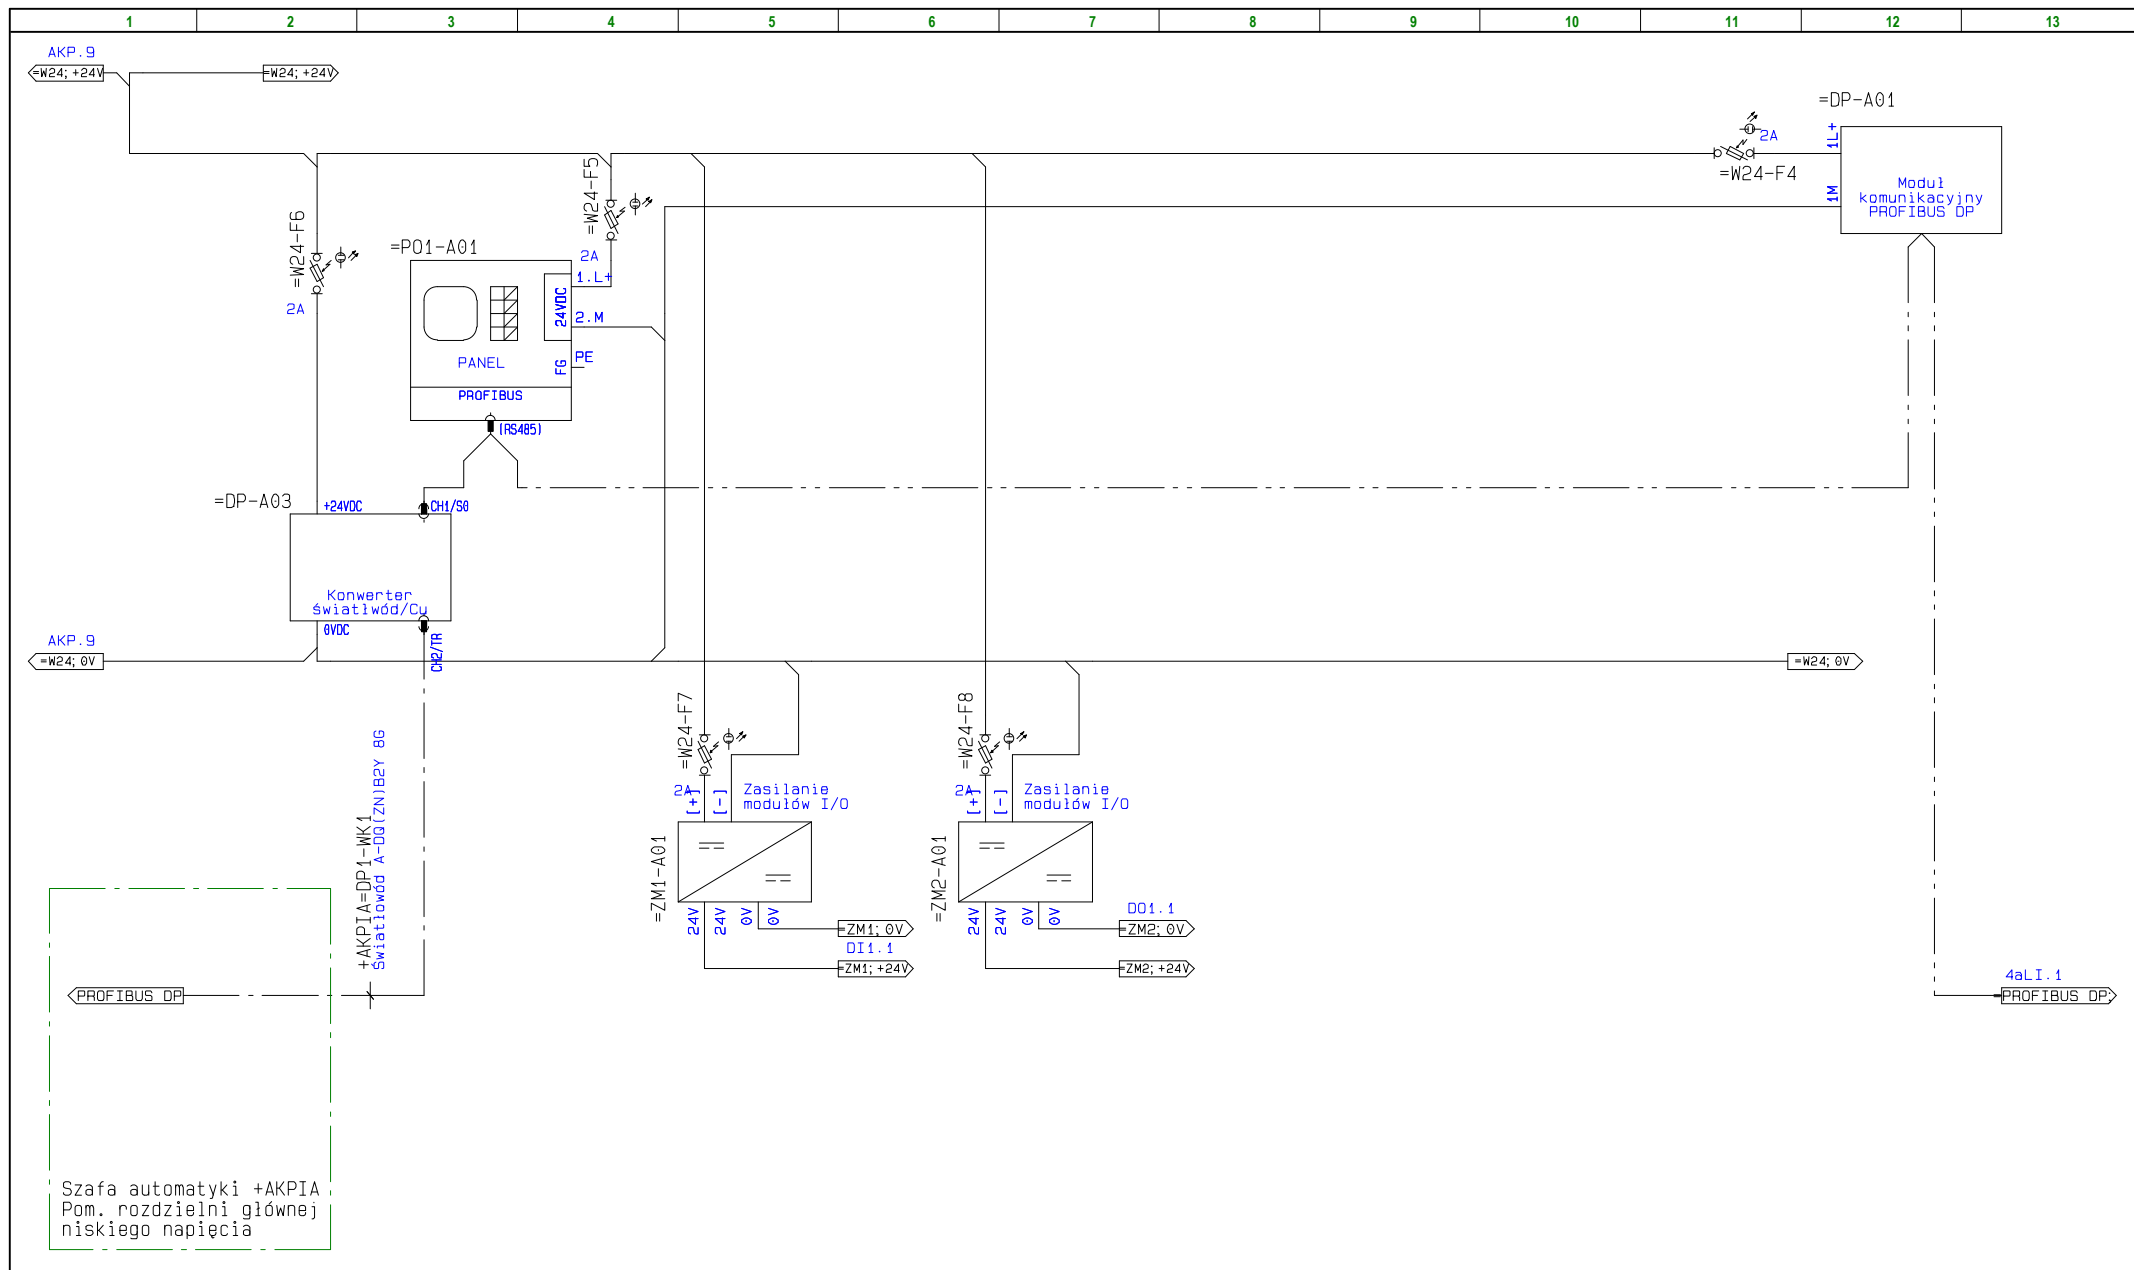 1 2 3 4 5 6 7 8 9 10 11 12 13
AKP.9
=W24; +24V
=W24; +24V
=DP-A01
2A
=W24-F4
1L+
1M
Moduł
komunikacyjny
PROFIBUS DP
=W24-F5
2A
=W24-F6
2A
=PO1-A01
24VDC
1.L+
2.M
FG
PE
PANEL
PROFIBUS
(RS485)
=DP-A03
+24VDC
CH1/S0
Konwerter
światłwód/Cu
0VDC
CH2/TR
AKP.9
=W24; 0V
=W24; 0V
=W24-F7
2A
[+]
[-]
Zasilanie
modułów I/O
=ZM1-A01
24V
24V
0V
0V
=ZM1; 0V
DI1.1
=ZM1; +24V
=W24-F8
2A
[+]
[-]
Zasilanie
modułów I/O
=ZM2-A01
24V
24V
0V
0V
DO1.1
=ZM2; 0V
=ZM2; +24V
+AKPIA=DP1-WK1
Światłowód A-DQ(ZN)B2Y 8G
PROFIBUS DP
4aLI.1
=PROFIBUS DP;
Szafa automatyki +AKPIA
Pom. rozdzielni głównej
niskiego napięcia